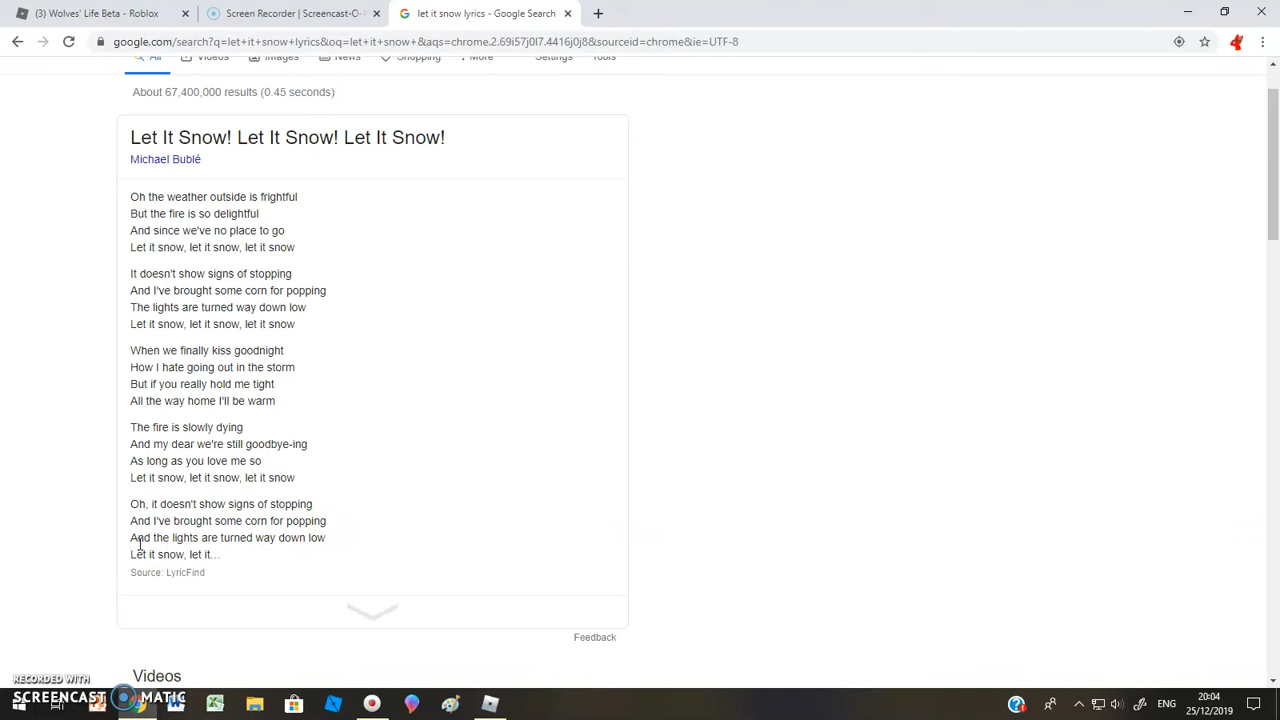 (3) Wolves' Life Beta - Roblox
Screen Recorder | Screencast-O-
let it snow lyrics - Google Search
google.com/search?q=let+it+snow+lyrics&oq=let+it+snow+&aqs=chrome.2.69i57j0l7.4416j0j8&sourceid=chrome&ie=UTF-8
All Videos Images News Shopping More Settings Tools
About 67,400,000 results (0.45 seconds)
Let It Snow! Let It Snow! Let It Snow!
Michael Bublé
Oh the weather outside is frightful
But the fire is so delightful
And since we've no place to go
Let it snow, let it snow, let it snow
It doesn't show signs of stopping
And I've brought some corn for popping
The lights are turned way down low
Let it snow, let it snow, let it snow
When we finally kiss goodnight
How I hate going out in the storm
But if you really hold me tight
All the way home I'll be warm
The fire is slowly dying
And my dear we're still goodbye-ing
As long as you love me so
Let it snow, let it snow, let it snow
Oh, it doesn't show signs of stopping
And I've brought some corn for popping
And the lights are turned way down low
Let it snow, let it...
Source: LyricFind
Feedback
Videos
RECORDED WITH
SCREENCAST MATIC
ENG
20:04
25/12/2019